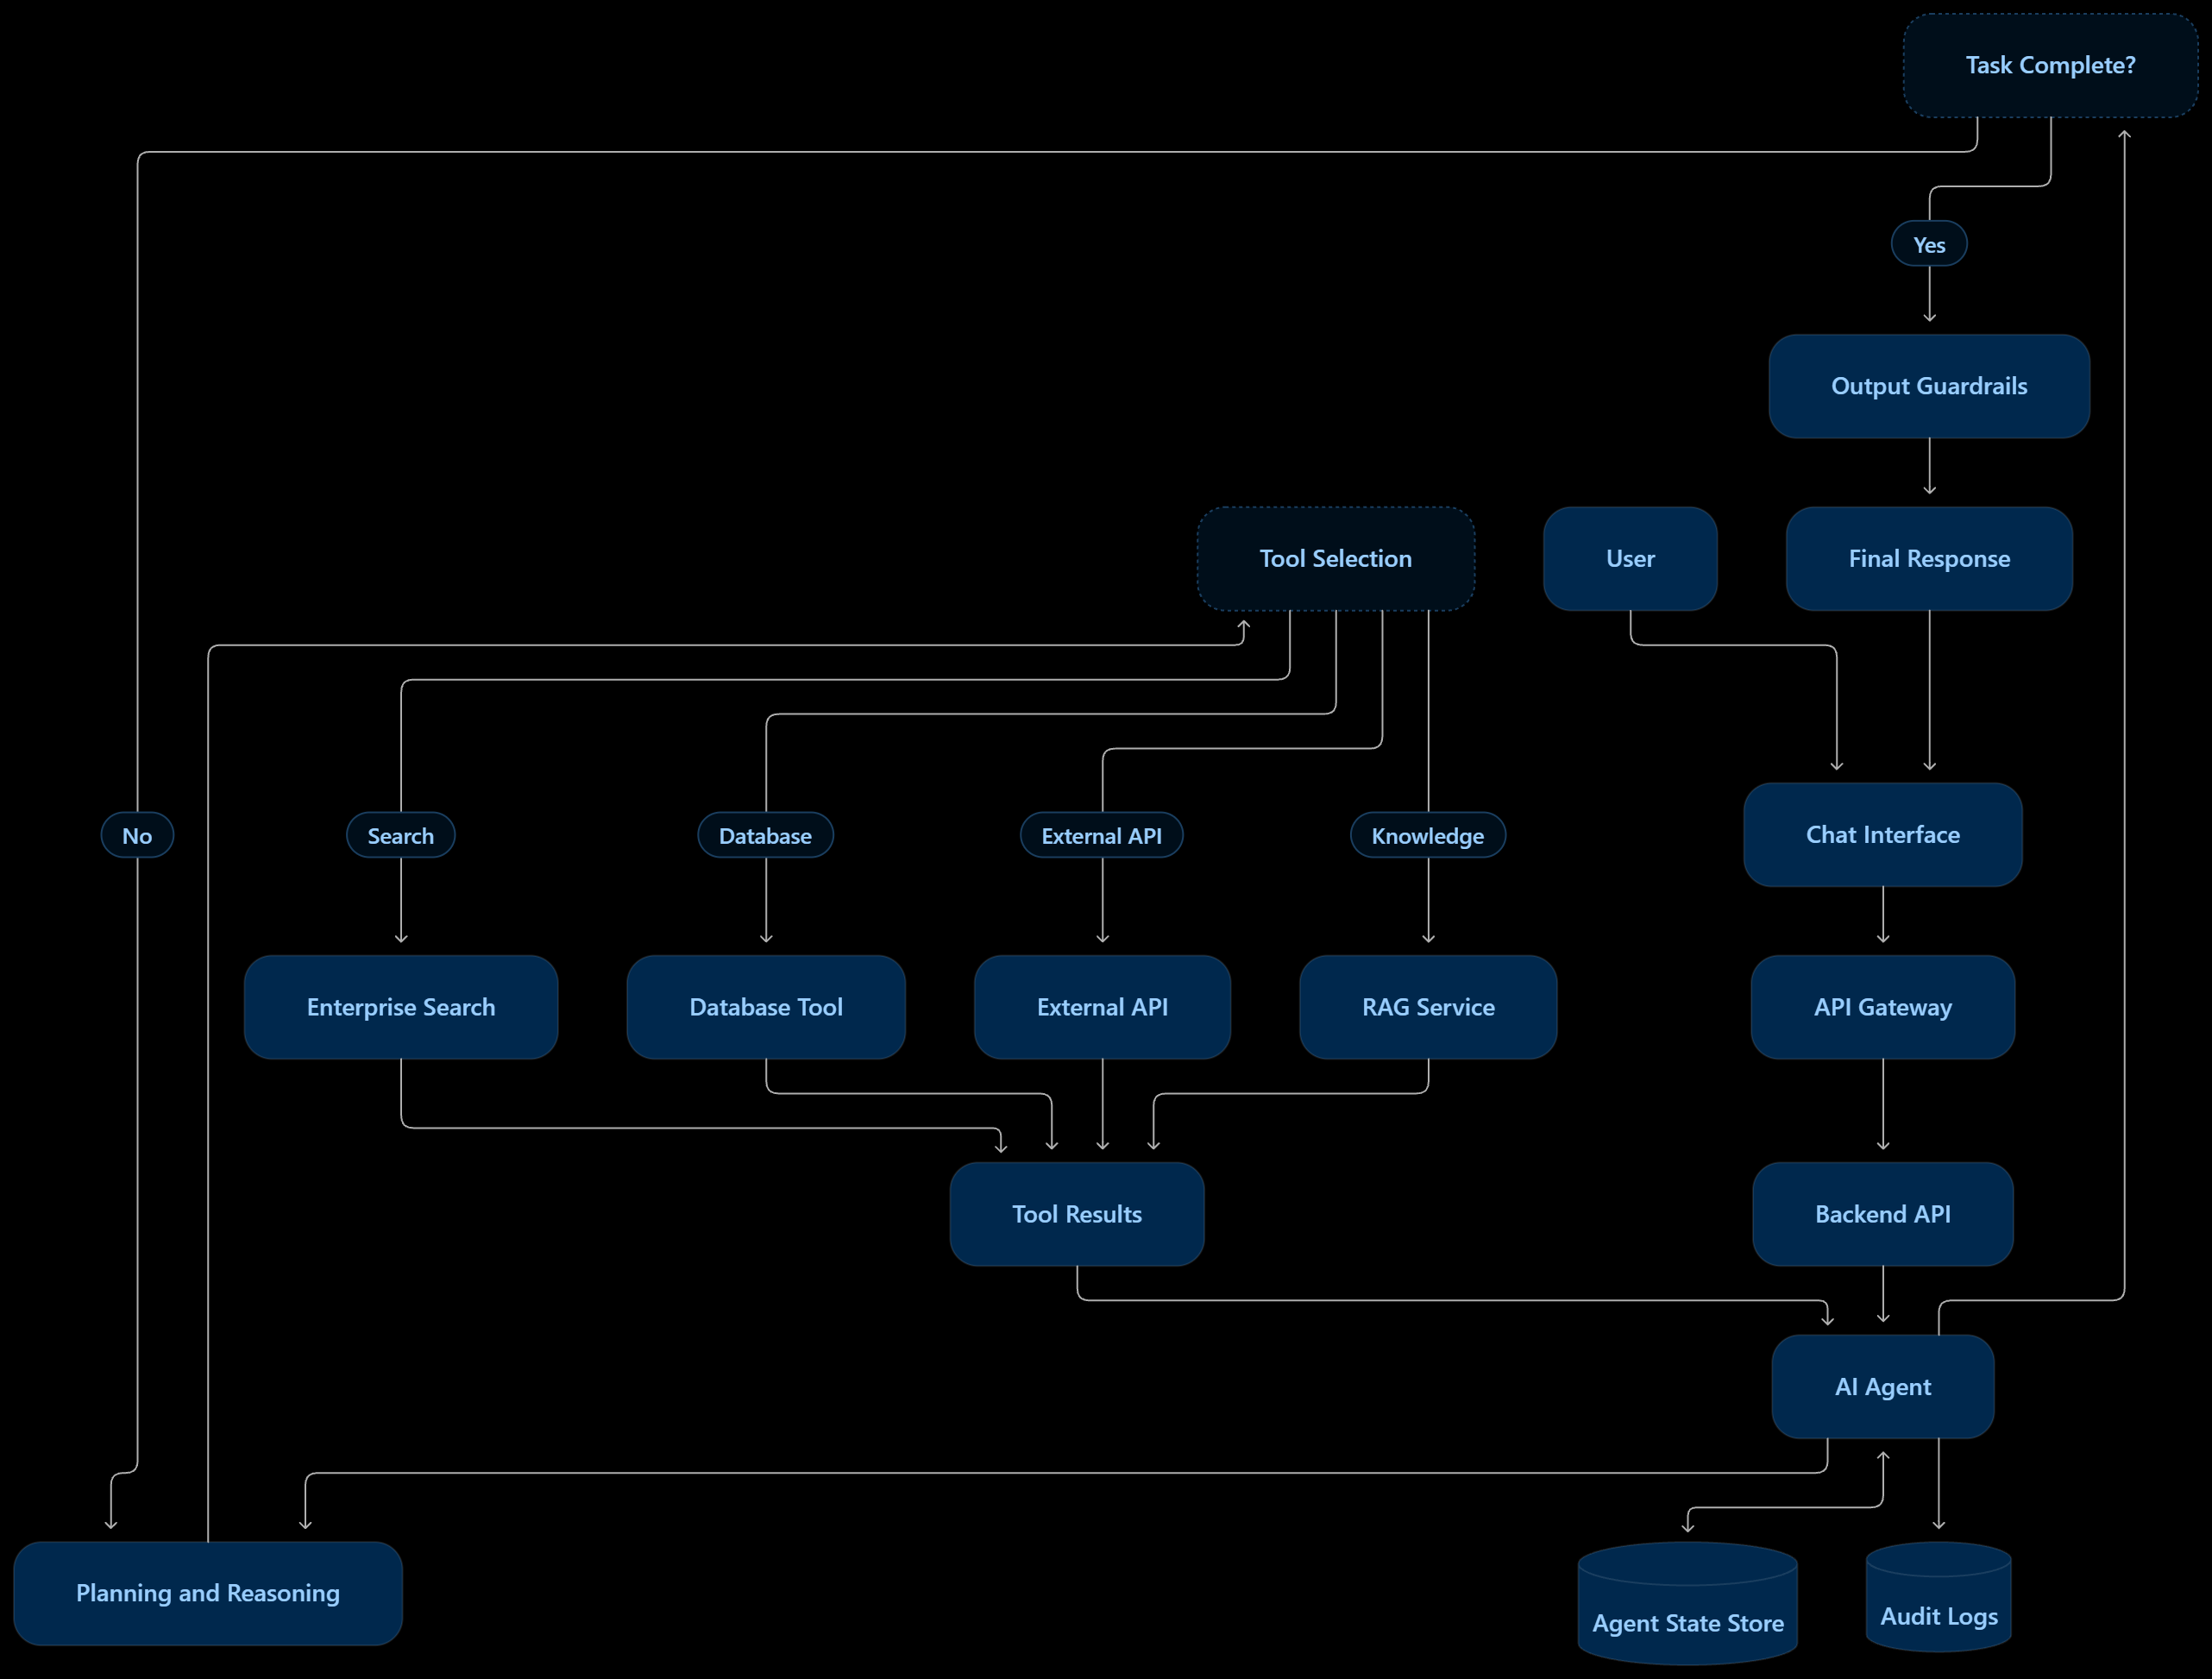 Task Complete?
Yes
Output Guardrails
Tool Selection
User
Final Response
No
Search
Database
External API
Knowledge
Chat Interface
Enterprise Search
Database Tool
External API
RAG Service
API Gateway
Tool Results
Backend API
AI Agent
Planning and Reasoning
Agent State Store
Audit Logs